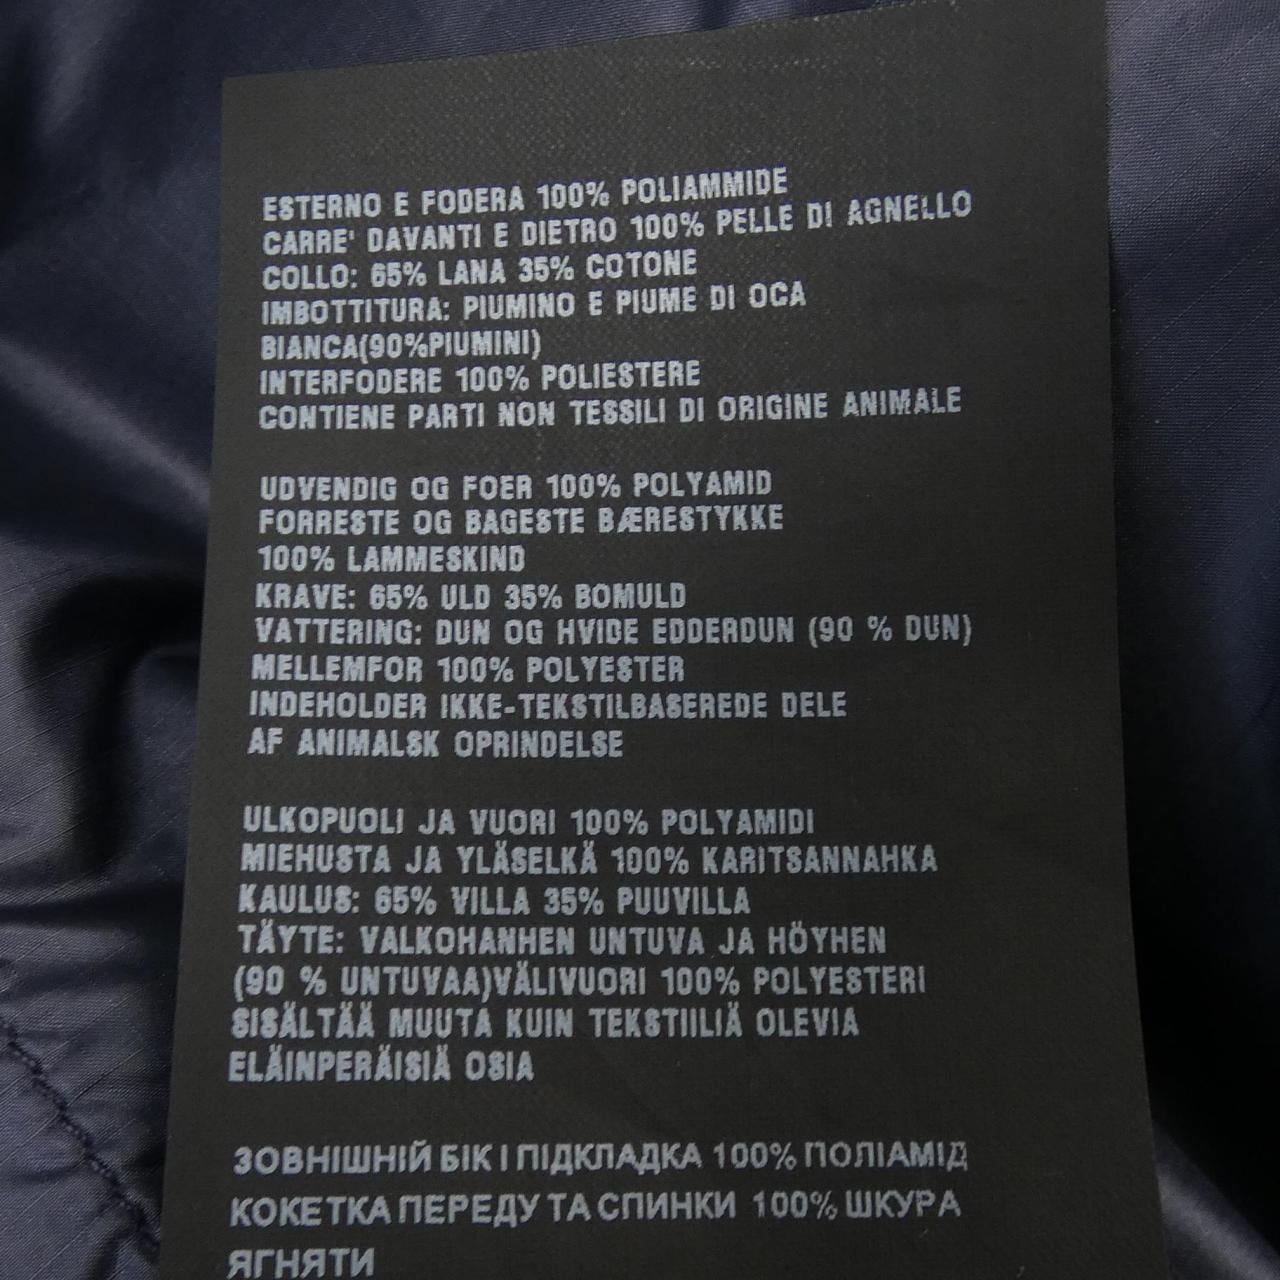 ESTERNO E FODERA 100% POLIAMMIDE
CARRE' DAVANTI E DIETRO 100% PELLE DI AGNELLO
COLLO: 65% LANA 35% COTONE
IMBOTTITURA: PIUMINO E PIUME DI OCA
BIANCA(90%PIUMINI)
INTERFODERE 100% POLIESTERE
CONTIENE PARTI NON TESSILI DI ORIGINE ANIMALE
UDVENDIG OG FOER 100% POLYAMID
FORRESTE OG BAGESTE BÆRESTYKKE
100% LAMMESKIND
KRAVE: 65% ULD 35% BOMULD
VATTERING: DUN OG HVIDE EDDERDUN (90 % DUN)
MELLEMFOR 100% POLYESTER
INDEHOLDER IKKE-TEKSTILBASEREDE DELE
AF ANIMALSK OPRINDELSE
ULKOPUOLI JA VUORI 100% POLYAMIDI
MIEHUSTA JA YLÄSELKÄ 100% KARITSANNAHKA
KAULUS: 65% VILLA 35% PUUVILLA
TÄYTE: VALKOHANHEN UNTUVA JA HÖYHEN
(90 % UNTUVAA)VÄLIVUORI 100% POLYESTERI
SISÄLTÄÄ MUUTA KUIN TEKSTIILIÄ OLEVIA
ELÄINPERÄISIÄ OSIA
ЗОВНІШНІЙ БІК І ПІДКЛАДКА 100% ПОЛІАМІД
КОКЕТКА ПЕРЕДУ ТА СПИНКИ 100% ШКУРА
ЯГНЯТИ